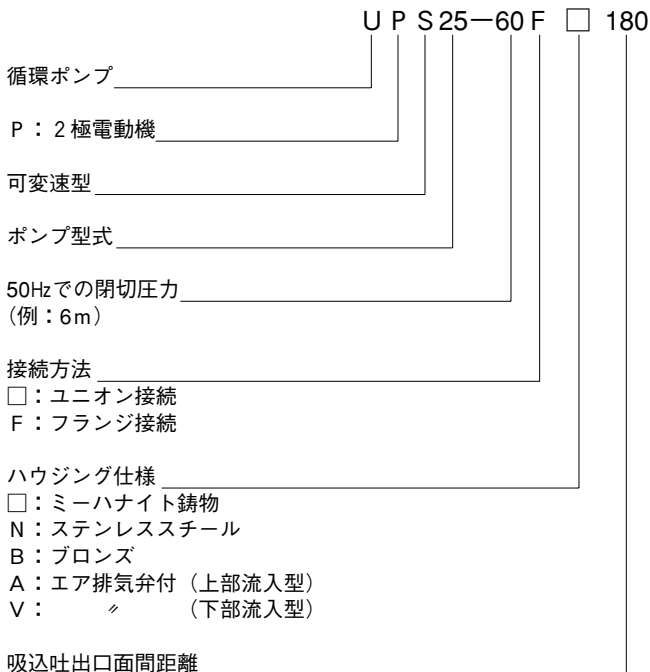 UPS25－60F □ 180
循環ポンプ
P：2極電動機
可変速型
ポンプ型式
50Hzでの閉切圧力
(例：6m)
接続方法
□：ユニオン接続
F：フランジ接続
ハウジング仕様
□：ミーハナイト鋳物
N：ステンレススチール
B：ブロンズ
A：エア排気弁付（上部流入型）
V：　　〃　　（下部流入型）
吸込吐出口面間距離